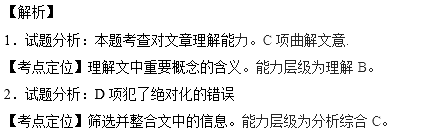 【解析】
1．试题分析：本题考查对文章理解能力。C 项曲解文意.
【考点定位】理解文中重要概念的含义。能力层级为理解 B。
2．试题分析：D 项犯了绝对化的错误
【考点定位】筛选并整合文中的信息。能力层级为分析综合 C。